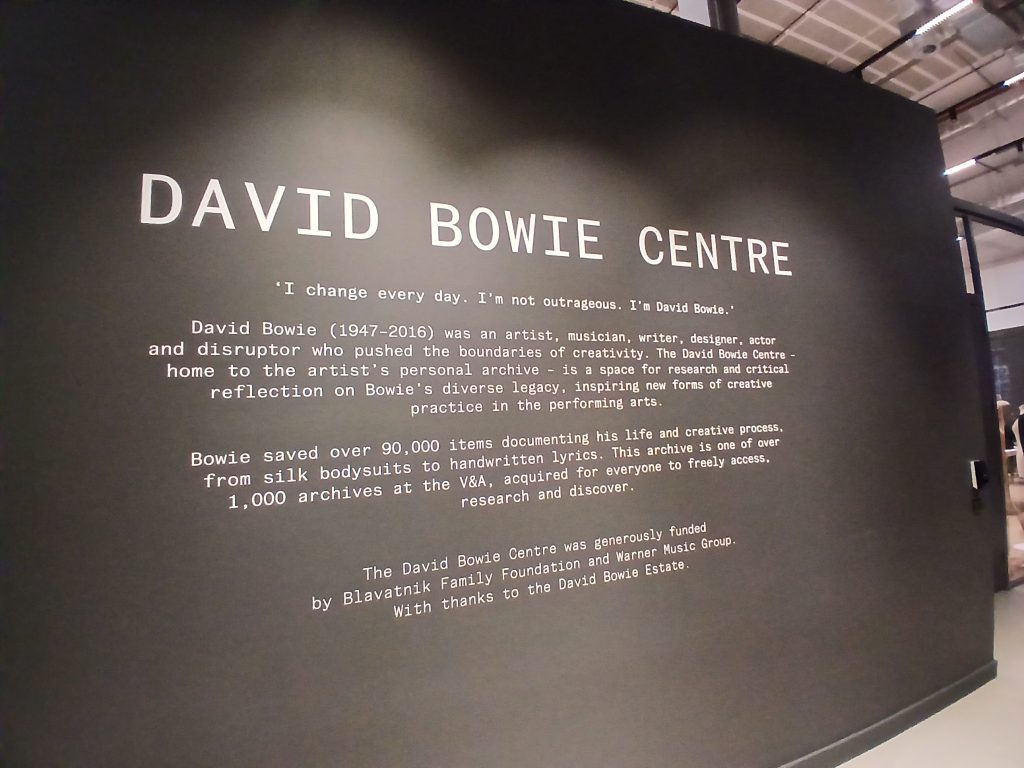 DAVID BOWIE CENTRE
‘I change every day. I’m not outrageous. I’m David Bowie.’
David Bowie (1947–2016) was an artist, musician, writer, designer, actor
and disruptor who pushed the boundaries of creativity. The David Bowie Centre –
home to the artist’s personal archive – is a space for research and critical
reflection on Bowie’s diverse legacy, inspiring new forms of creative
practice in the performing arts.
Bowie saved over 90,000 items documenting his life and creative process,
from silk bodysuits to handwritten lyrics. This archive is one of over
1,000 archives at the V&A, acquired for everyone to freely access,
research and discover.
The David Bowie Centre was generously funded
by Blavatnik Family Foundation and Warner Music Group.
With thanks to the David Bowie Estate.